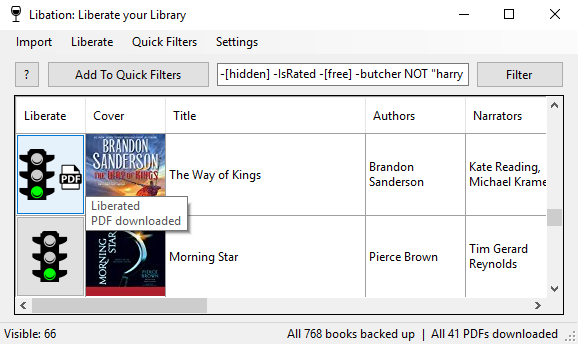 Libation: Liberate your Library
Import Liberate Quick Filters Settings
? Add To Quick Filters -[hidden] -IsRated -[free] -butcher NOT "harry Filter
Liberate Cover Title Authors Narrators
BRANDON
SANDERSON
THE WAY OF KINGS
PDF
The Way of Kings
Brandon
Sanderson
Kate Reading,
Michael Krame
Liberated
PDF downloaded
MORNING
STAR
PIERCE
BROWN
Morning Star
Pierce Brown
Tim Gerard
Reynolds
Visible: 66 All 768 books backed up | All 41 PDFs downloaded